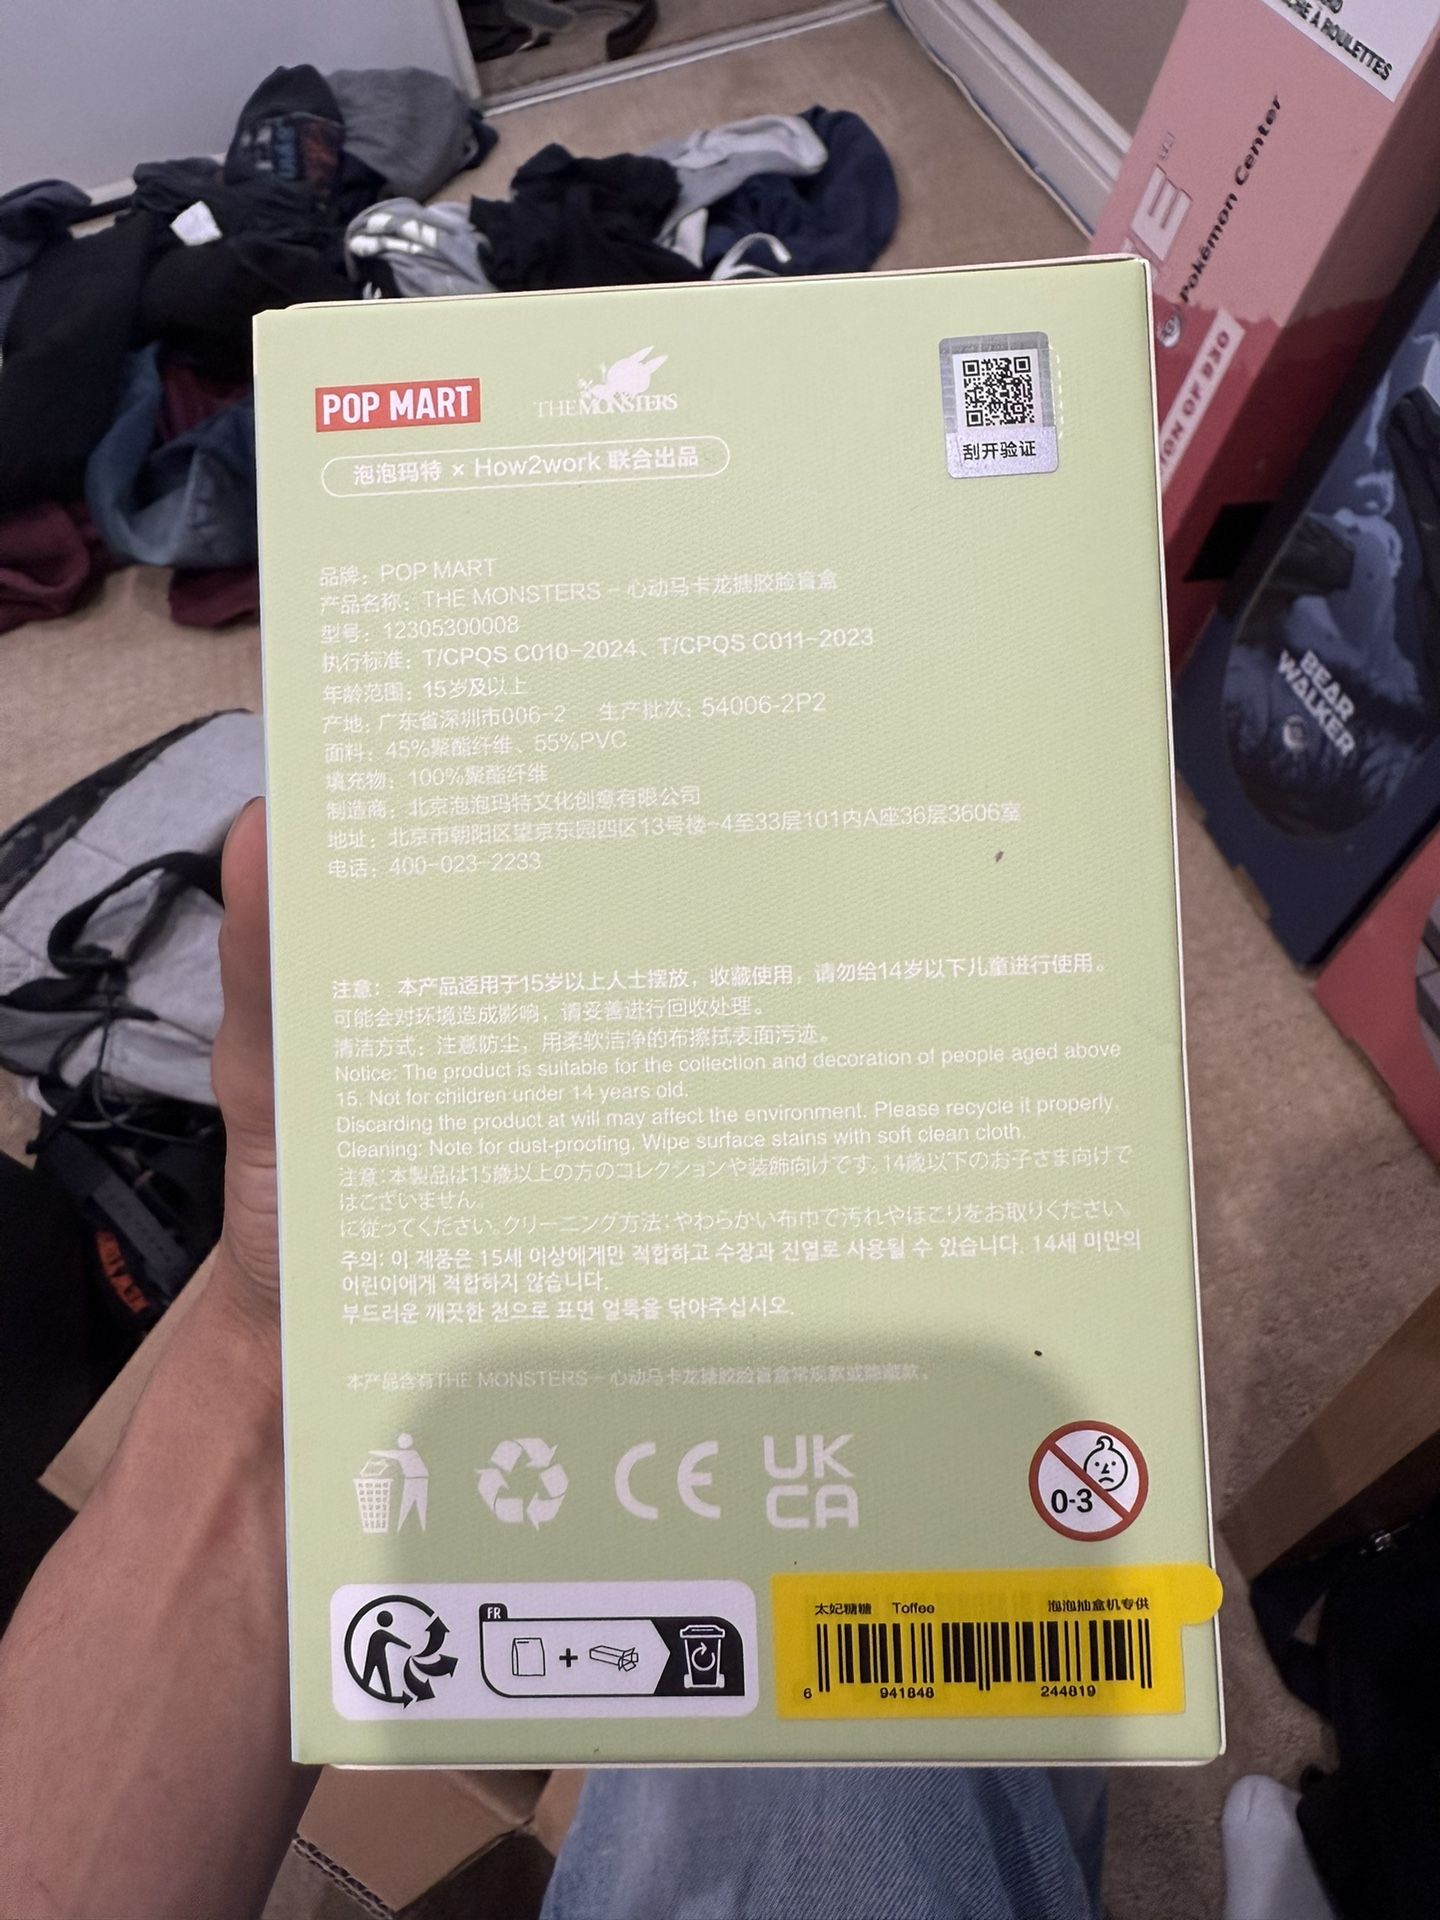 POP MART
THE MONSTERS
泡泡玛特 × How2work 联合出品
刮开验证
品牌：POP MART
产品名称：THE MONSTERS – 心动马卡龙搪胶脸盲盒
型号：12305300008
执行标准：T/CPQS C010-2024、T/CPQS C011-2023
年龄范围：15岁及以上
产地：广东省深圳市006-2 生产批次：54006-2P2
面料：45%聚酯纤维、55%PVC
填充物：100%聚酯纤维
制造商：北京泡泡玛特文化创意有限公司
地址：北京市朝阳区望京东园四区13号楼-4至33层101内A座36层3606室
电话：400-023-2233
注意：本产品适用于15岁以上人士摆放，收藏使用，请勿给14岁以下儿童进行使用。
可能会对环境造成影响，请妥善进行回收处理。
清洁方式：注意防尘，用柔软洁净的布擦拭表面污迹。
Notice: The product is suitable for the collection and decoration of people aged above
15. Not for children under 14 years old.
Discarding the product at will may affect the environment. Please recycle it properly.
Cleaning: Note for dust-proofing. Wipe surface stains with soft clean cloth.
注意：本製品は15歳以上の方のコレクションや装飾向けです。14歳以下のお子さま向けで
はございません。
に従ってください。クリーニング方法：やわらかい布巾で汚れやほこりをお取りください。
주의: 이 제품은 15세 이상에게만 적합하고 수장과 진열로 사용될 수 있습니다. 14세 미만의
어린이에게 적합하지 않습니다.
부드러운 깨끗한 천으로 표면 얼룩을 닦아주십시오.
本产品含有THE MONSTERS – 心动马卡龙搪胶脸盲盒常规款或隐藏款。
CE
UK
CA
0-3
FR
太妃糖糖 Toffee 泡泡抽盒机专供
6 941848 244819
À ROULETTES
Pokémon Center
OF 930
BEAR
WALKER